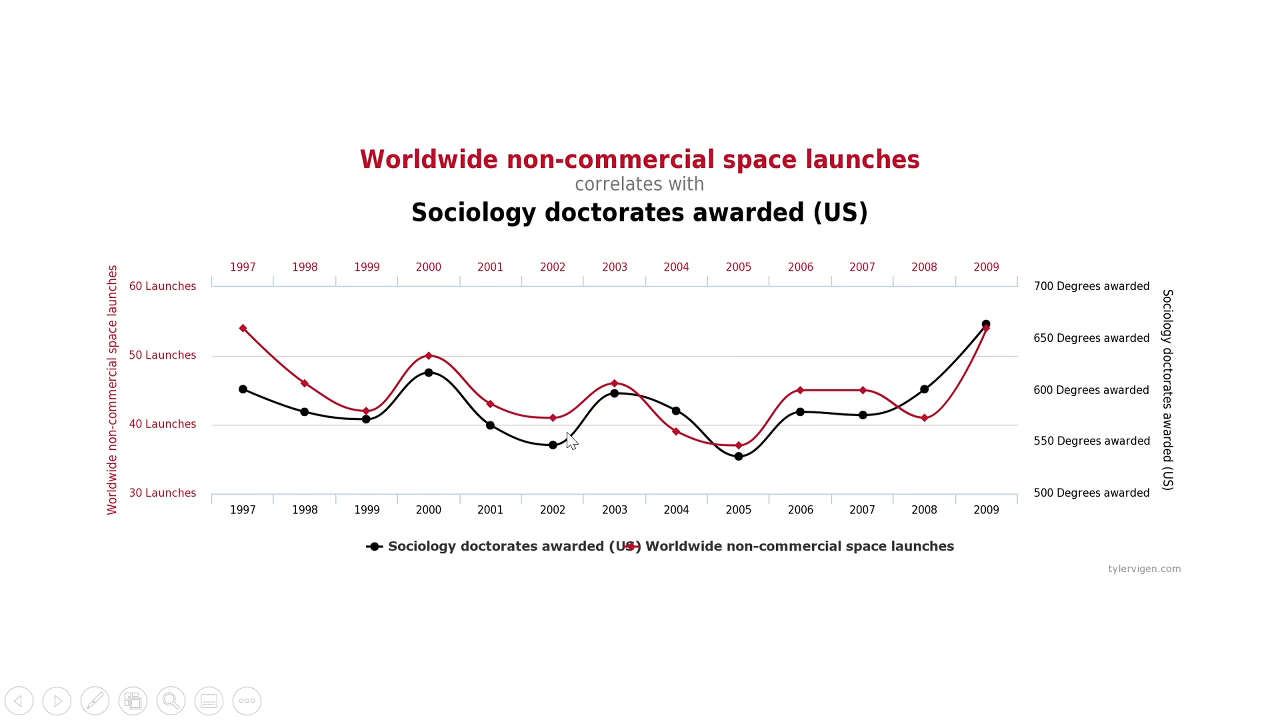 Worldwide non-commercial space launches
correlates with
Sociology doctorates awarded (US)
1997 1998 1999 2000 2001 2002 2003 2004 2005 2006 2007 2008 2009
Worldwide non-commercial space launches
60 Launches
50 Launches
40 Launches
30 Launches
700 Degrees awarded
650 Degrees awarded
600 Degrees awarded
550 Degrees awarded
500 Degrees awarded
Sociology doctorates awarded (US)
1997 1998 1999 2000 2001 2002 2003 2004 2005 2006 2007 2008 2009
Sociology doctorates awarded (US) Worldwide non-commercial space launches
tylervigen.com